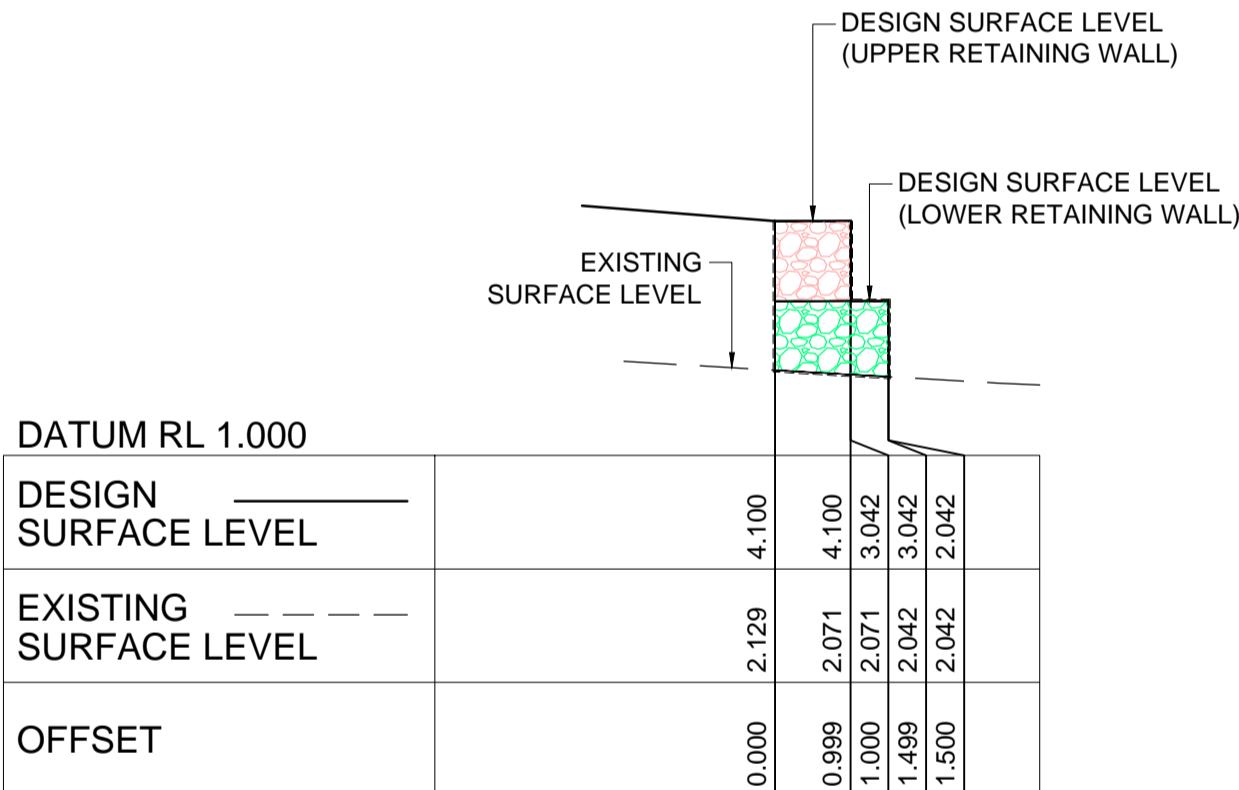 DESIGN SURFACE LEVEL
(UPPER RETAINING WALL)
DESIGN SURFACE LEVEL
(LOWER RETAINING WALL)
EXISTING
SURFACE LEVEL
DATUM RL 1.000
DESIGN
SURFACE LEVEL
4.100
4.100
3.042
3.042
2.042
EXISTING
SURFACE LEVEL
2.129
2.071
2.071
2.042
2.042
OFFSET
0.000
0.999
1.000
1.499
1.500